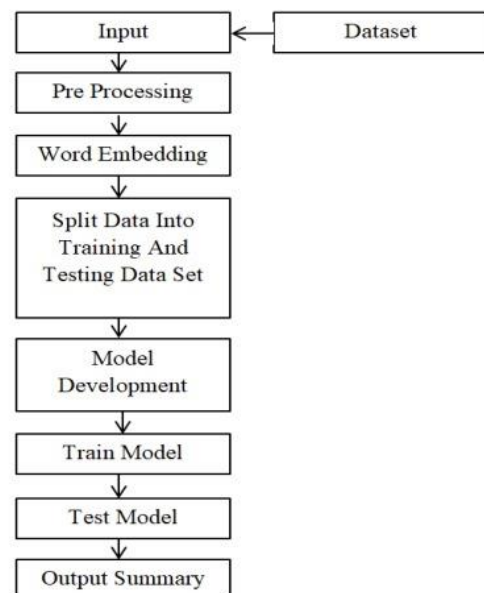 Input
Dataset
Pre Processing
Word Embedding
Split Data Into
Training And
Testing Data Set
Model
Development
Train Model
Test Model
Output Summary